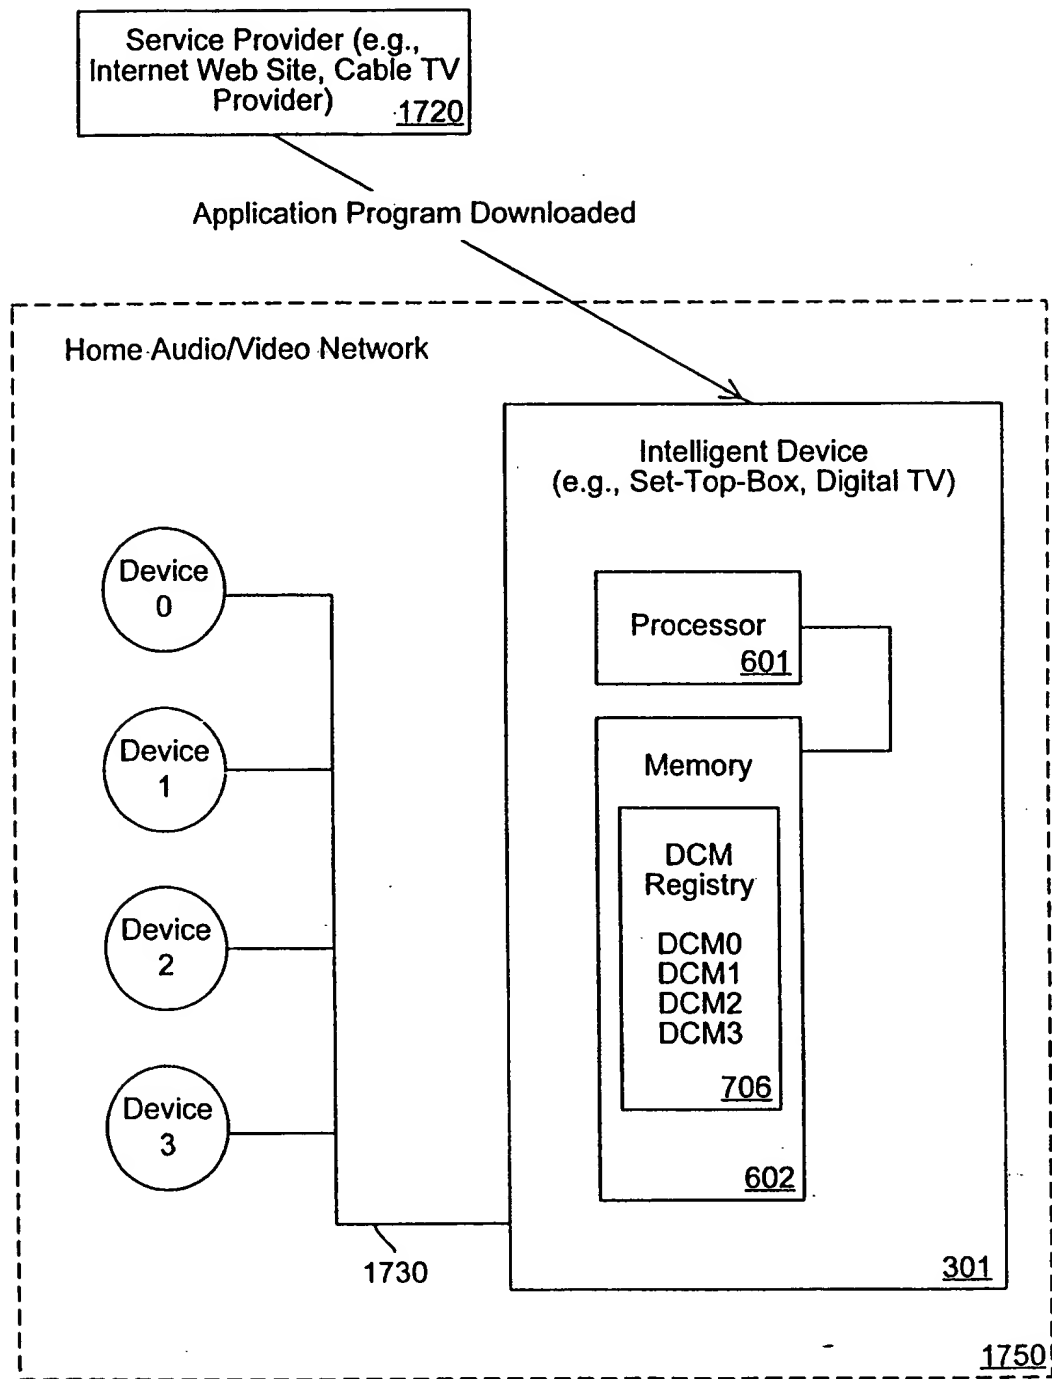 Service Provider (e.g.,
Internet Web Site, Cable TV
Provider)
1720
Application Program Downloaded
Home Audio/Video Network
Intelligent Device
(e.g., Set-Top-Box, Digital TV)
Device
0
Processor
601
Device
1
Memory
DCM
Registry
Device
2
DCM0
DCM1
DCM2
DCM3
706
Device
3
602
1730
301
1750